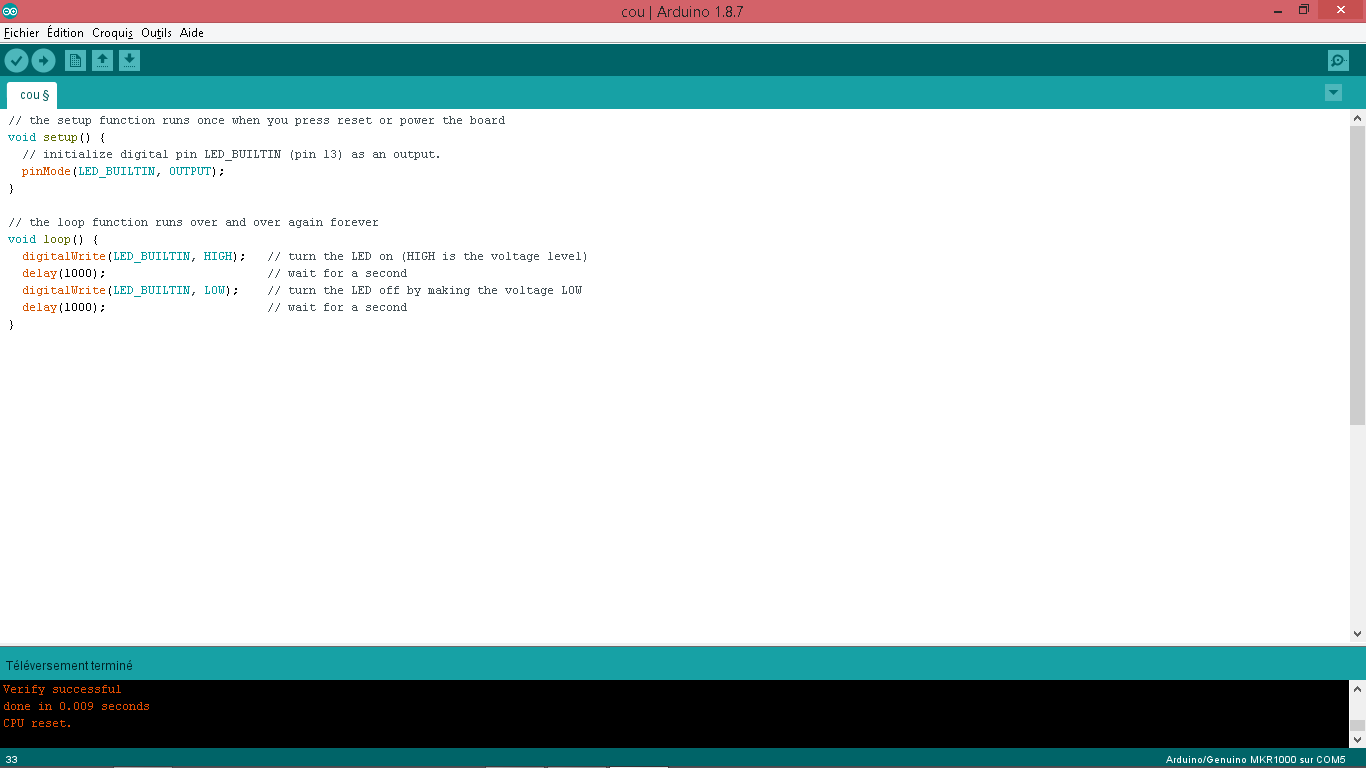 cou | Arduino 1.8.7
Fichier Édition Croquis Outils Aide
cou §
// the setup function runs once when you press reset or power the board
void setup() {
  // initialize digital pin LED_BUILTIN (pin 13) as an output.
  pinMode(LED_BUILTIN, OUTPUT);
}

// the loop function runs over and over again forever
void loop() {
  digitalWrite(LED_BUILTIN, HIGH);   // turn the LED on (HIGH is the voltage level)
  delay(1000);                       // wait for a second
  digitalWrite(LED_BUILTIN, LOW);    // turn the LED off by making the voltage LOW
  delay(1000);                       // wait for a second
}
Téléversement terminé
Verify successful
done in 0.009 seconds
CPU reset.
33
Arduino/Genuino MKR1000 sur COM5